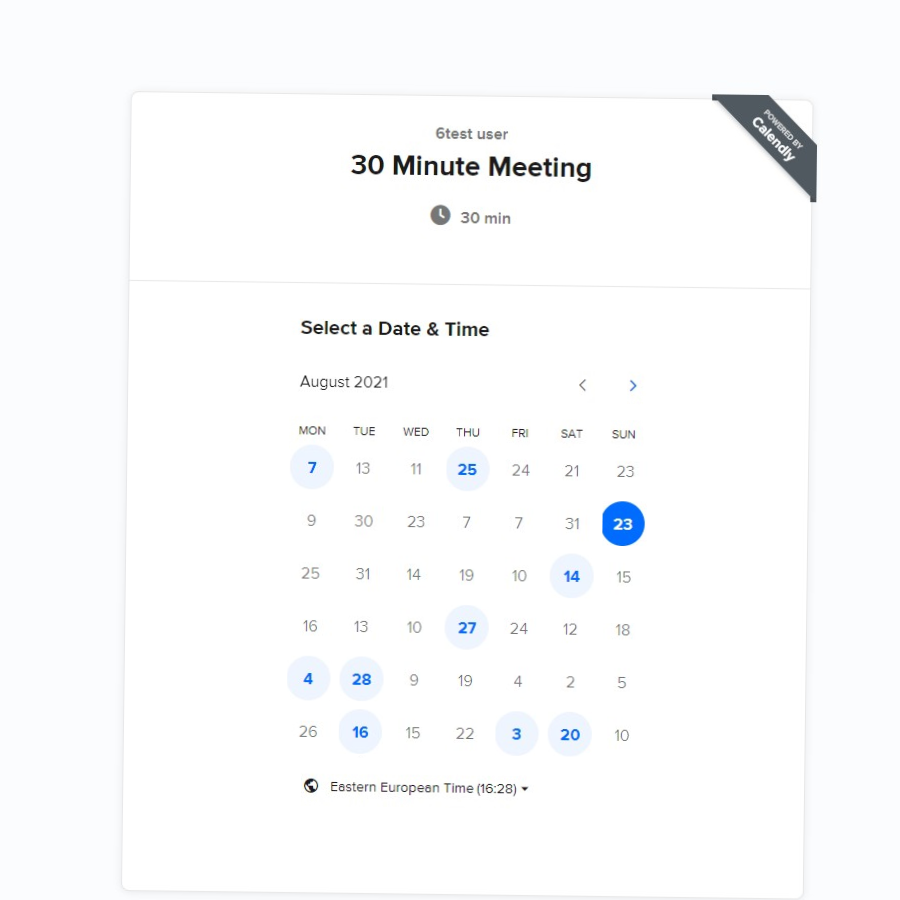 POWERED BY
Calendly
6test user
30 Minute Meeting
30 min
Select a Date & Time
August 2021
MON TUE WED THU FRI SAT SUN
7 13 11 25 24 21 23
9 30 23 7 7 31 23
25 31 14 19 10 14 15
16 13 10 27 24 12 18
4 28 9 19 4 2 5
26 16 15 22 3 20 10
Eastern European Time (16:28)